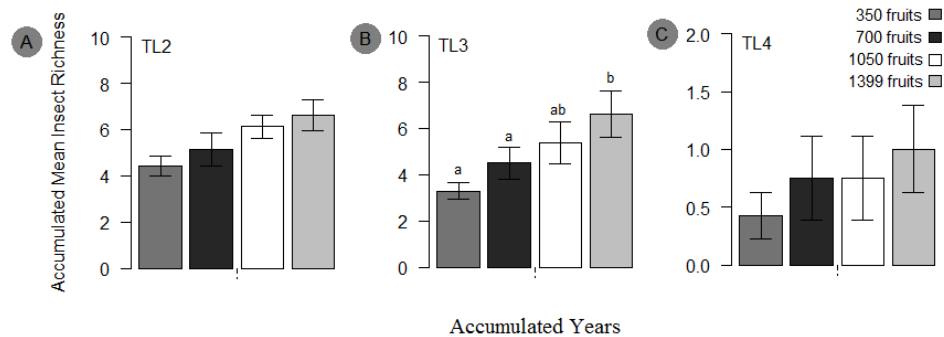 A
B
C
TL2
TL3
TL4
350 fruits
700 fruits
1050 fruits
1399 fruits
Accumulated Mean Insect Richness
10
8
6
4
2
0
10
8
6
4
2
0
a
a
ab
b
2.0
1.5
1.0
0.5
0.0
Accumulated Years